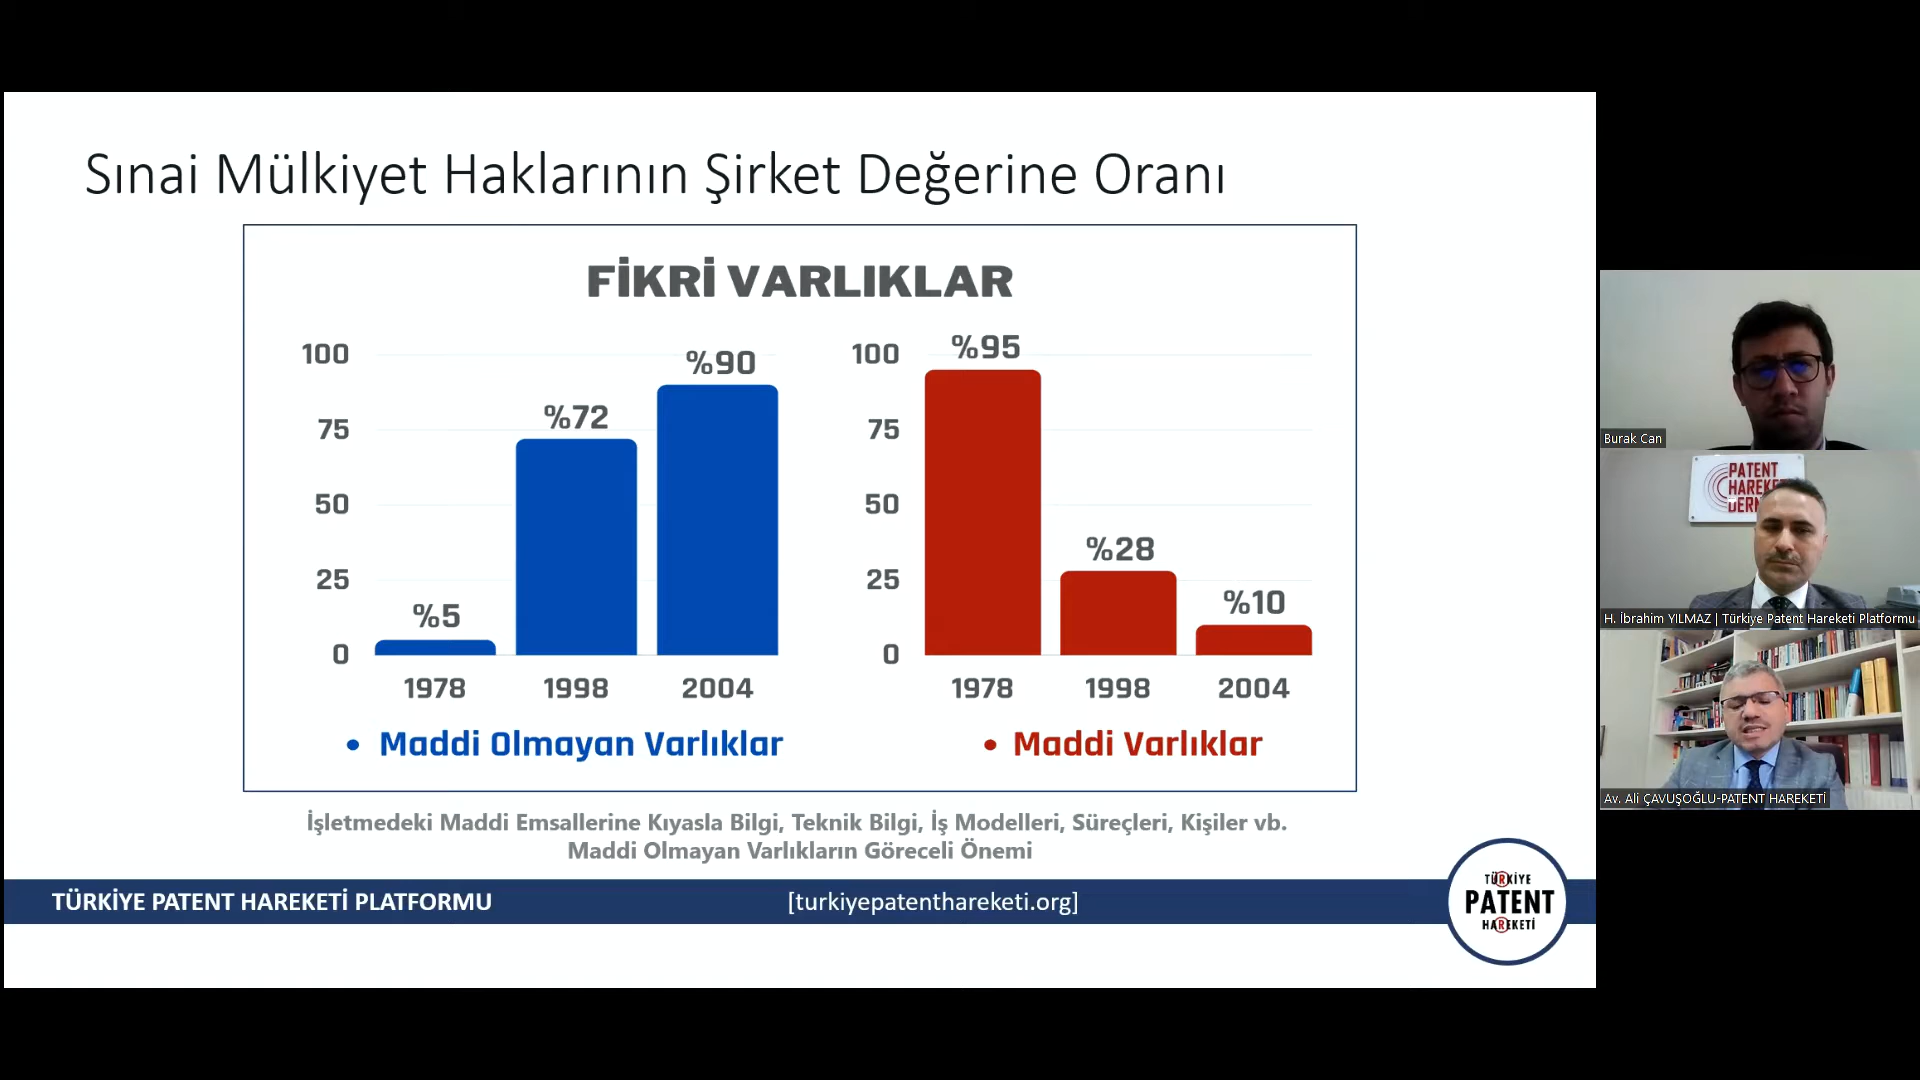 Sınai Mülkiyet Haklarının Şirket Değerine Oranı
FİKRİ VARLIKLAR
100
75
50
25
0
%5
%72
%90
1978
1998
2004
• Maddi Olmayan Varlıklar
100
75
50
25
0
%95
%28
%10
1978
1998
2004
• Maddi Varlıklar
İşletmedeki Maddi Emsallerine Kıyasla Bilgi, Teknik Bilgi, İş Modelleri, Süreçleri, Kişiler vb.
Maddi Olmayan Varlıkların Göreceli Önemi
TÜRKİYE PATENT HAREKETİ PLATFORMU
[turkiyepatenthareketi.org]
TÜRKİYE
PATENT
HAREKETİ
Burak Can
PATENT
HAREKE
DERN
H. İbrahim YILMAZ | Türkiye Patent Hareketi Platformu
Av. Ali ÇAVUŞOĞLU-PATENT HAREKETİ